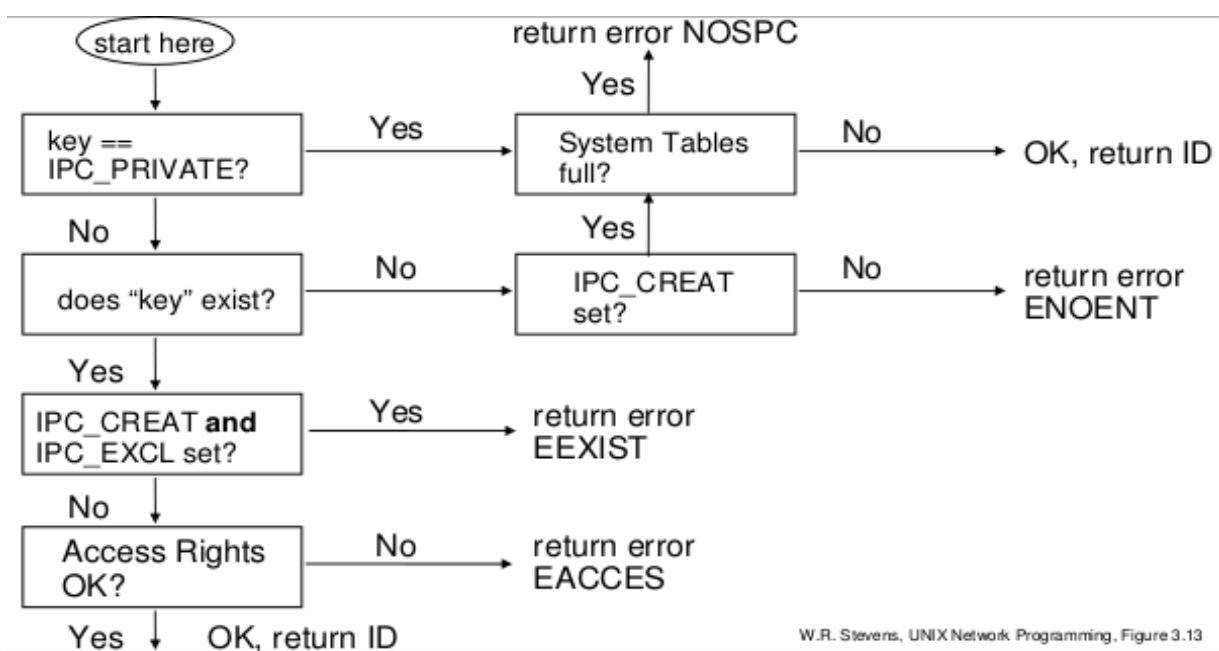 start here
return error NOSPC
Yes
key ==
IPC_PRIVATE?
Yes
System Tables
full?
No
OK, return ID
No
Yes
does “key” exist?
No
IPC_CREAT
set?
No
return error
ENOENT
Yes
IPC_CREAT and
IPC_EXCL set?
Yes
return error
EEXIST
No
Access Rights
OK?
No
return error
EACCES
Yes
OK, return ID
W.R. Stevens, UNIX Network Programming, Figure 3.13